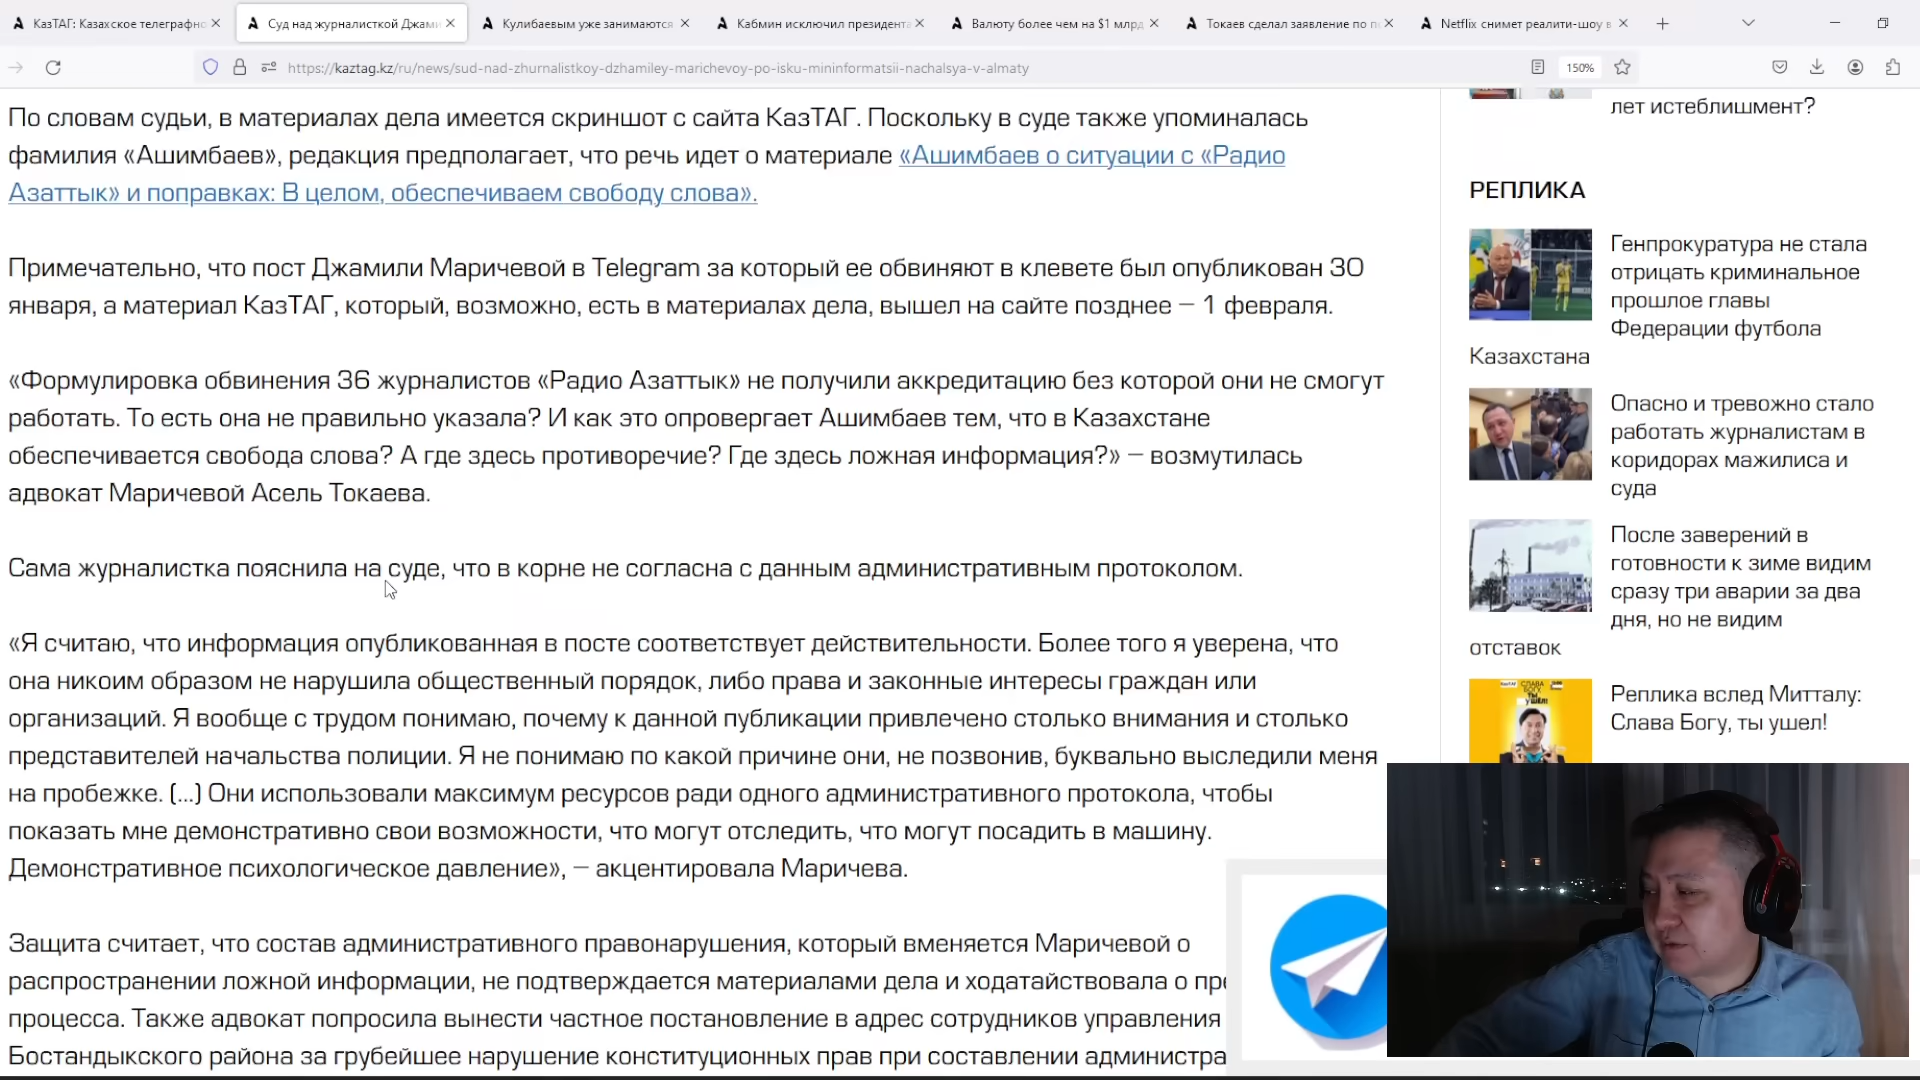 КазТАГ: Казахское телеграфно
Суд над журналисткой Джами
Кулибаевым уже занимаются
Кабмин исключил президента
Валюту более чем на $1 млрд
Токаев сделал заявление по п
Netflix снимет реалити-шоу в
https://kaztag.kz/ru/news/sud-nad-zhurnalistkoy-dzhamiley-marichevoy-po-isku-mininformatsii-nachalsya-v-almaty
150%
По словам судьи, в материалах дела имеется скриншот с сайта КазТАГ. Поскольку в суде также упоминалась
фамилия «Ашимбаев», редакция предполагает, что речь идет о материале «Ашимбаев о ситуации с «Радио
Азаттык» и поправках: В целом, обеспечиваем свободу слова».
Примечательно, что пост Джамили Маричевой в Telegram за который ее обвиняют в клевете был опубликован 30
января, а материал КазТАГ, который, возможно, есть в материалах дела, вышел на сайте позднее – 1 февраля.
«Формулировка обвинения 36 журналистов «Радио Азаттык» не получили аккредитацию без которой они не смогут
работать. То есть она не правильно указала? И как это опровергает Ашимбаев тем, что в Казахстане
обеспечивается свобода слова? А где здесь противоречие? Где здесь ложная информация?» – возмутилась
адвокат Маричевой Асель Токаева.
Сама журналистка пояснила на суде, что в корне не согласна с данным административным протоколом.
«Я считаю, что информация опубликованная в посте соответствует действительности. Более того я уверена, что
она никоим образом не нарушила общественный порядок, либо права и законные интересы граждан или
организаций. Я вообще с трудом понимаю, почему к данной публикации привлечено столько внимания и столько
представителей начальства полиции. Я не понимаю по какой причине они, не позвонив, буквально выследили меня
на пробежке. (...) Они использовали максимум ресурсов ради одного административного протокола, чтобы
показать мне демонстративно свои возможности, что могут отследить, что могут посадить в машину.
Демонстративное психологическое давление», – акцентировала Маричева.
Защита считает, что состав административного правонарушения, который вменяется Маричевой о
распространении ложной информации, не подтверждается материалами дела и ходатайствовала о пре
процесса. Также адвокат попросила вынести частное постановление в адрес сотрудников управления
Бостандыкского района за грубейшее нарушение конституционных прав при составлении администра
лет истеблишмент?
РЕПЛИКА
Генпрокуратура не стала
отрицать криминальное
прошлое главы
Федерации футбола
Казахстана
Опасно и тревожно стало
работать журналистам в
коридорах мажилиса и
суда
После заверений в
готовности к зиме видим
сразу три аварии за два
дня, но не видим
отставок
СЛАВА
БОГУ,
ТЫ
УШЕЛ!
Реплика вслед Митталу:
Слава Богу, ты ушел!